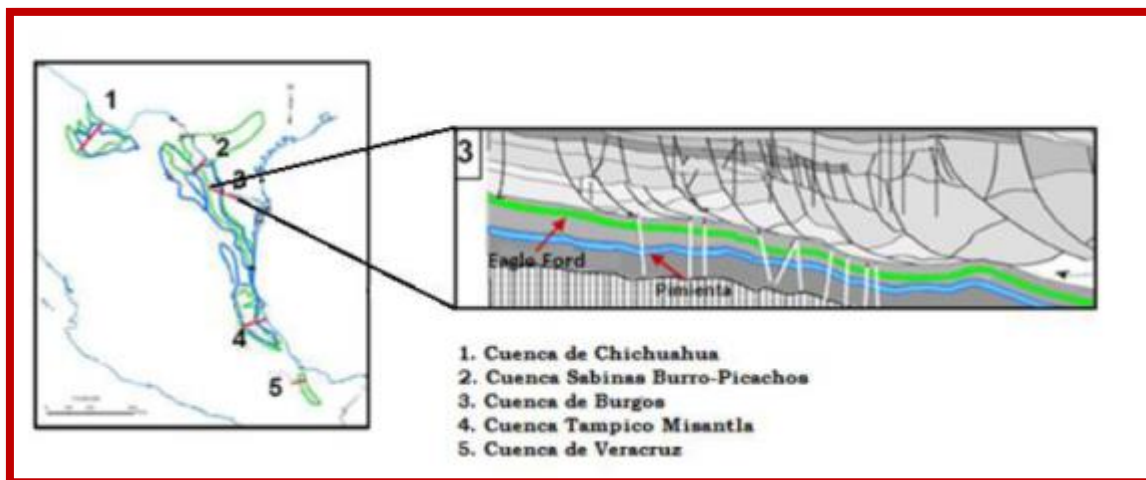 1
2
3
4
5
3
Eagle Ford
Pimienta
1. Cuenca de Chichuahua
2. Cuenca Sabinas Burro-Picachos
3. Cuenca de Burgos
4. Cuenca Tampico Misantla
5. Cuenca de Veracruz